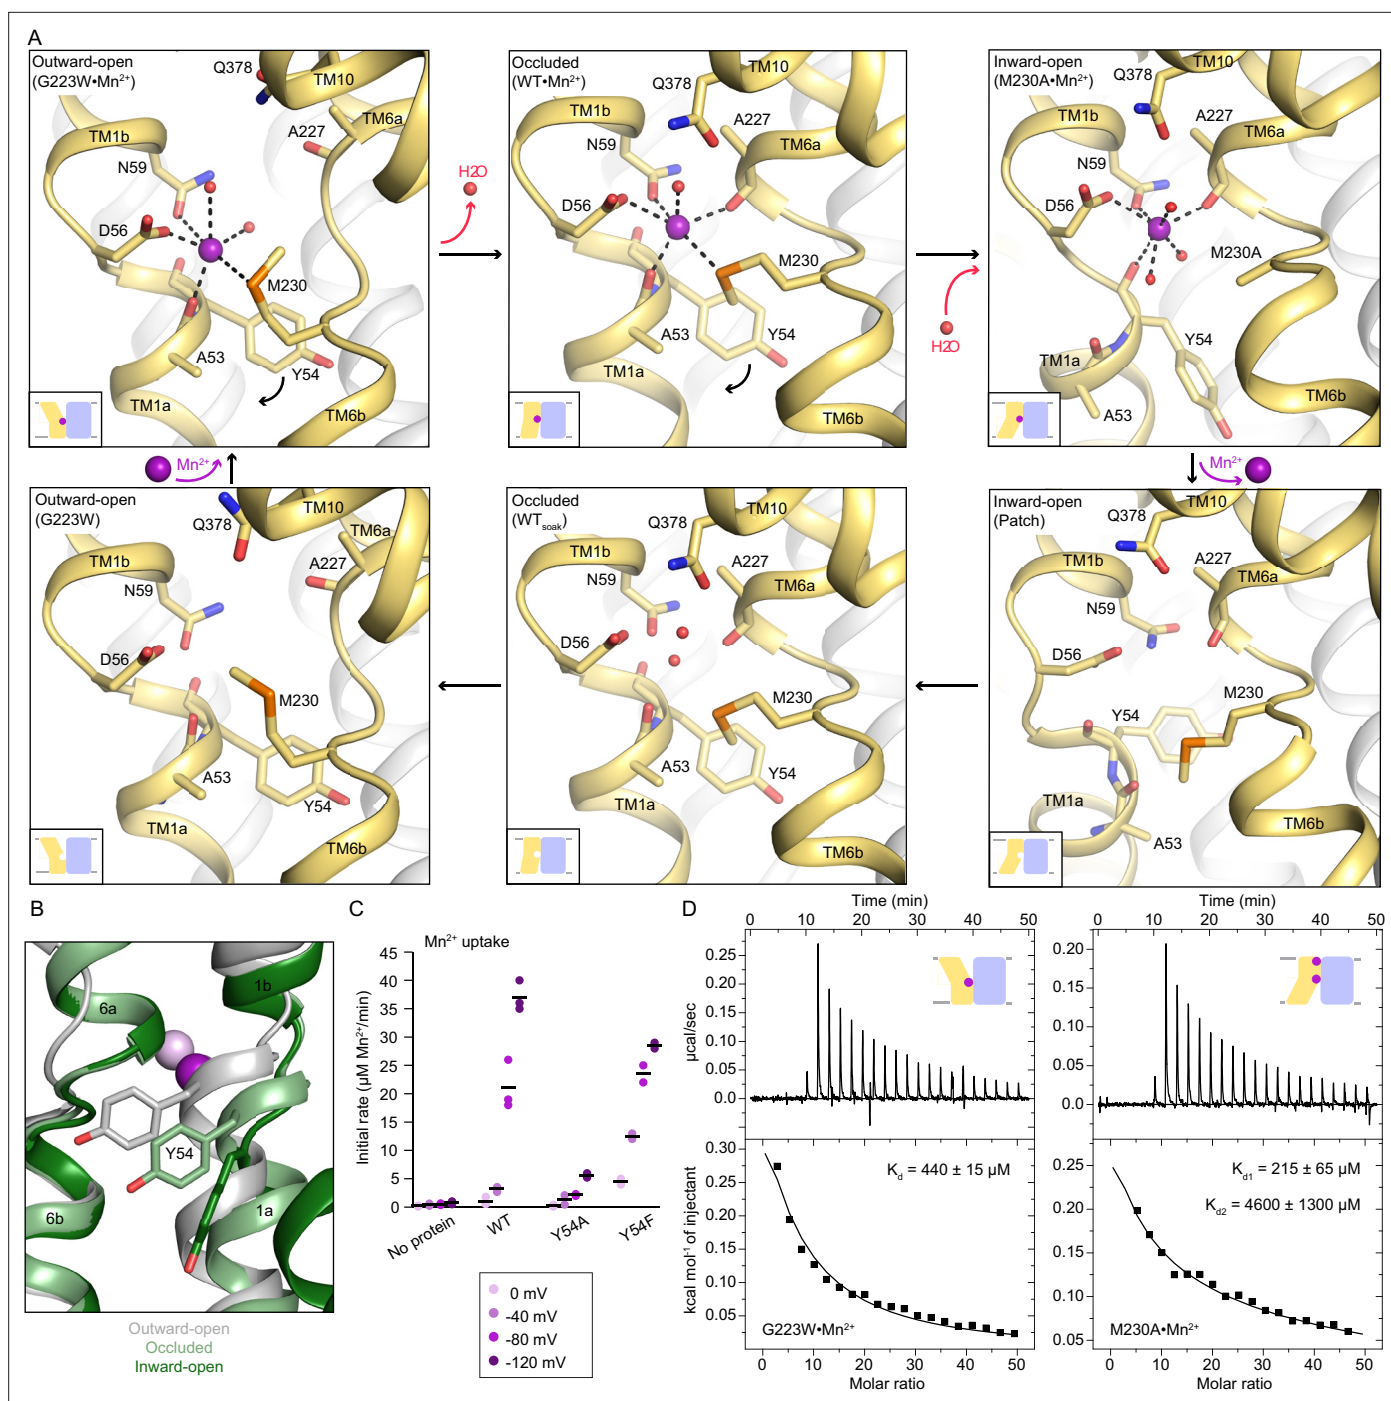 A
Outward-open
(G223W•Mn²⁺)
Q378
TM10
TM1b
TM6a
A227
N59
D56
M230
A53
Y54
TM1a
TM6b
H2O
Occluded
(WT•Mn²⁺)
Q378
TM10
TM1b
A227
N59
TM6a
D56
M230
A53
Y54
TM1a
TM6b
H2O
Inward-open
(M230A•Mn²⁺)
Q378
TM10
TM1b
A227
TM6a
N59
D56
M230A
Y54
TM1a
A53
TM6b
Mn²⁺
Mn²⁺
Outward-open
(G223W)
Q378
TM10
TM6a
TM1b
A227
N59
D56
M230
A53
Y54
TM1a
TM6b
Occluded
(WTsoak)
Q378
TM10
TM1b
A227
N59
TM6a
D56
M230
A53
Y54
TM1a
TM6b
Inward-open
(Patch)
Q378
TM10
TM1b
A227
TM6a
N59
D56
M230
Y54
TM1a
A53
TM6b
B
6a
1b
Y54
6b
1a
Outward-open
Occluded
Inward-open
C
Mn²⁺ uptake
Initial rate (µM Mn²⁺/min)
45
40
35
30
25
20
15
10
5
0
No protein
WT
Y54A
Y54F
0 mV
-40 mV
-80 mV
-120 mV
D
Time (min)
0 10 20 30 40 50
µcal/sec
0.25
0.20
0.15
0.10
0.05
0.0
kcal mol⁻¹ of injectant
0.30
0.25
0.20
0.15
0.10
0.05
Kd = 440 ± 15 µM
G223W•Mn²⁺
0 10 20 30 40 50
Molar ratio
Time (min)
0 10 20 30 40 50
0.20
0.15
0.10
0.05
0.0
0.25
0.20
0.15
0.10
0.05
Kd1 = 215 ± 65 µM
Kd2 = 4600 ± 1300 µM
M230A•Mn²⁺
0 10 20 30 40 50
Molar ratio